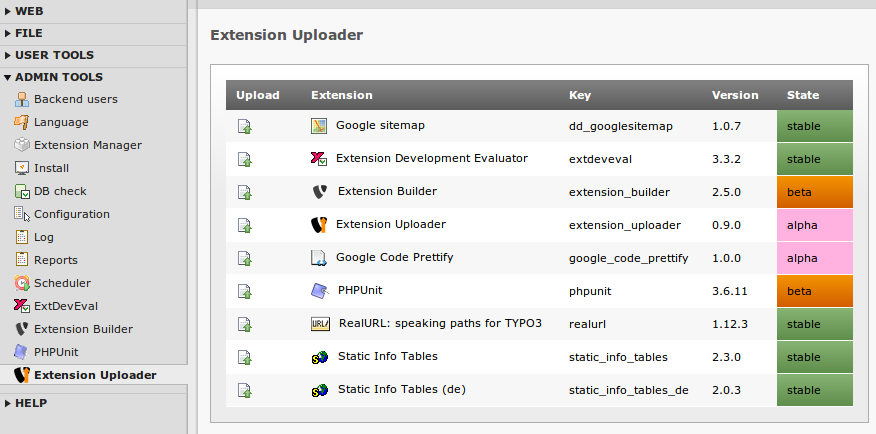 WEB
FILE
USER TOOLS
ADMIN TOOLS
Backend users
Language
Extension Manager
Install
DB check
Configuration
Log
Reports
Scheduler
ExtDevEval
Extension Builder
PHPUnit
Extension Uploader
HELP
Extension Uploader
Upload Extension Key Version State
Google sitemap dd_googlesitemap 1.0.7 stable
Extension Development Evaluator extdeveval 3.3.2 stable
Extension Builder extension_builder 2.5.0 beta
Extension Uploader extension_uploader 0.9.0 alpha
Google Code Prettify google_code_prettify 1.0.0 alpha
PHPUnit phpunit 3.6.11 beta
URL/ RealURL: speaking paths for TYPO3 realurl 1.12.3 stable
Static Info Tables static_info_tables 2.3.0 stable
Static Info Tables (de) static_info_tables_de 2.0.3 stable